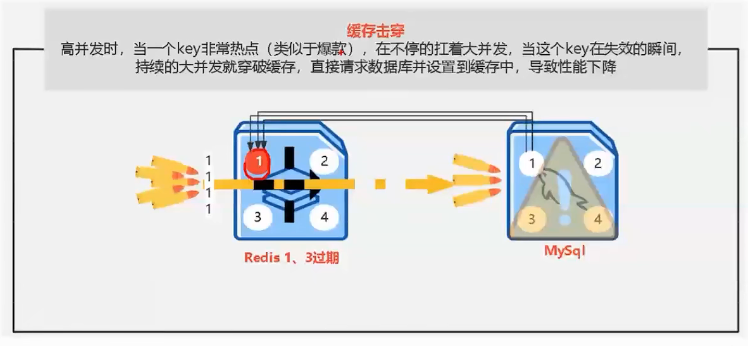 缓存击穿
高并发时，当一个key非常热点（类似于爆款），在不停的扛着大并发，当这个key在失效的瞬间，
持续的大并发就穿破缓存，直接请求数据库并设置到缓存中，导致性能下降
1
1
1
1
1
2
3
4
1
2
3
4
Redis 1、3过期
MySql